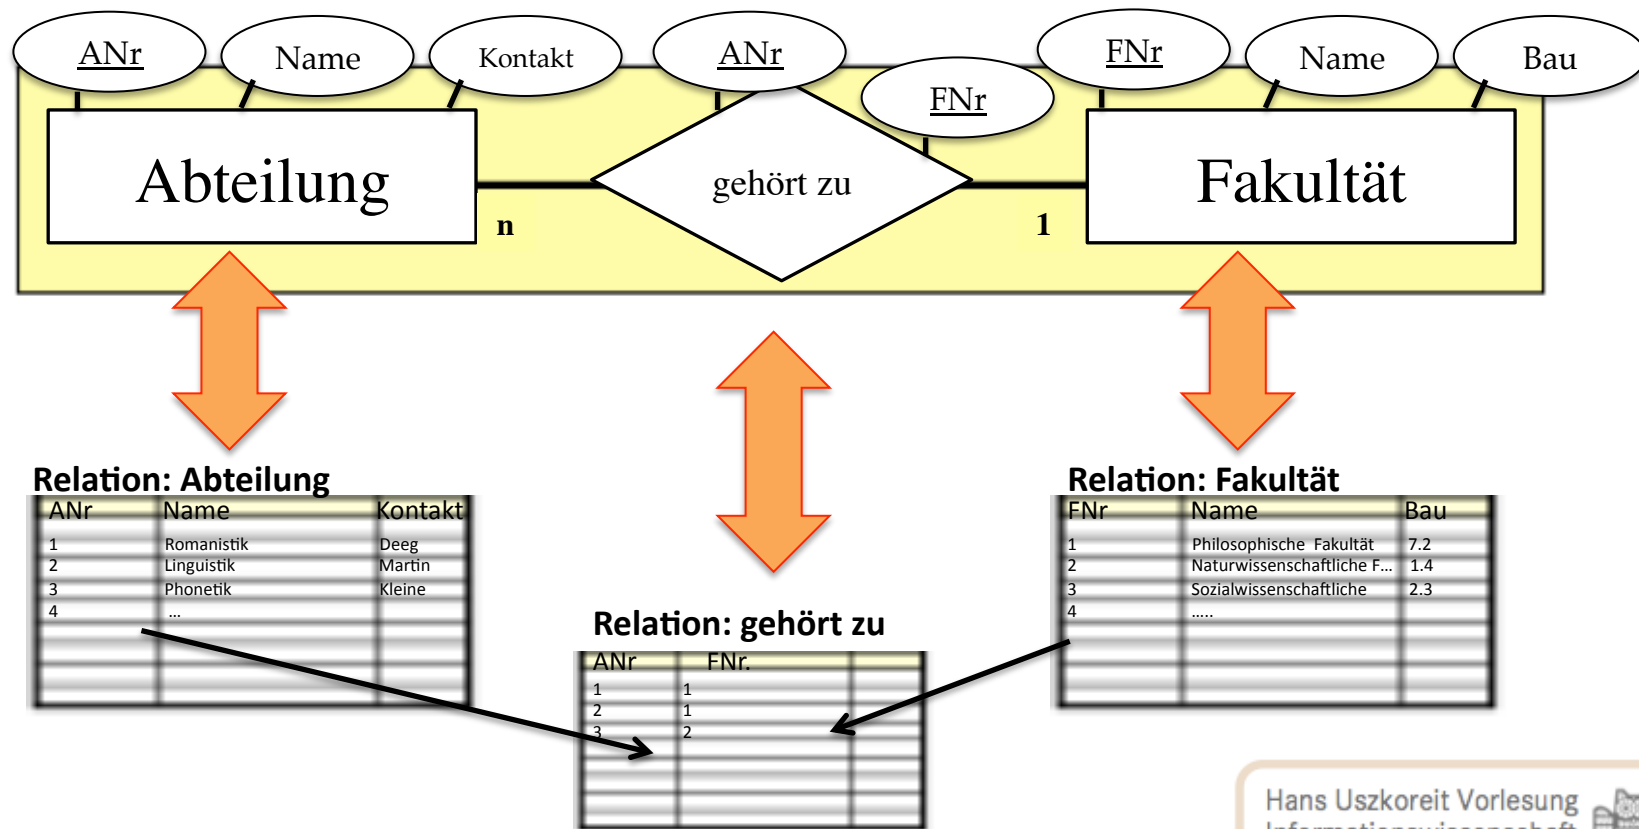 ANr Name Kontakt ANr FNr FNr Name Bau
Abteilung gehört zu Fakultät
n 1
Relation: Abteilung
ANr Name Kontakt
1 Romanistik Deeg
2 Linguistik Martin
3 Phonetik Kleine
4 ...
Relation: gehört zu
ANr FNr.
1 1
2 1
3 2
Relation: Fakultät
FNr Name Bau
1 Philosophische Fakultät 7.2
2 Naturwissenschaftliche F... 1.4
3 Sozialwissenschaftliche 2.3
4 .....
Hans Uszkoreit Vorlesung
Informationswissenschaft